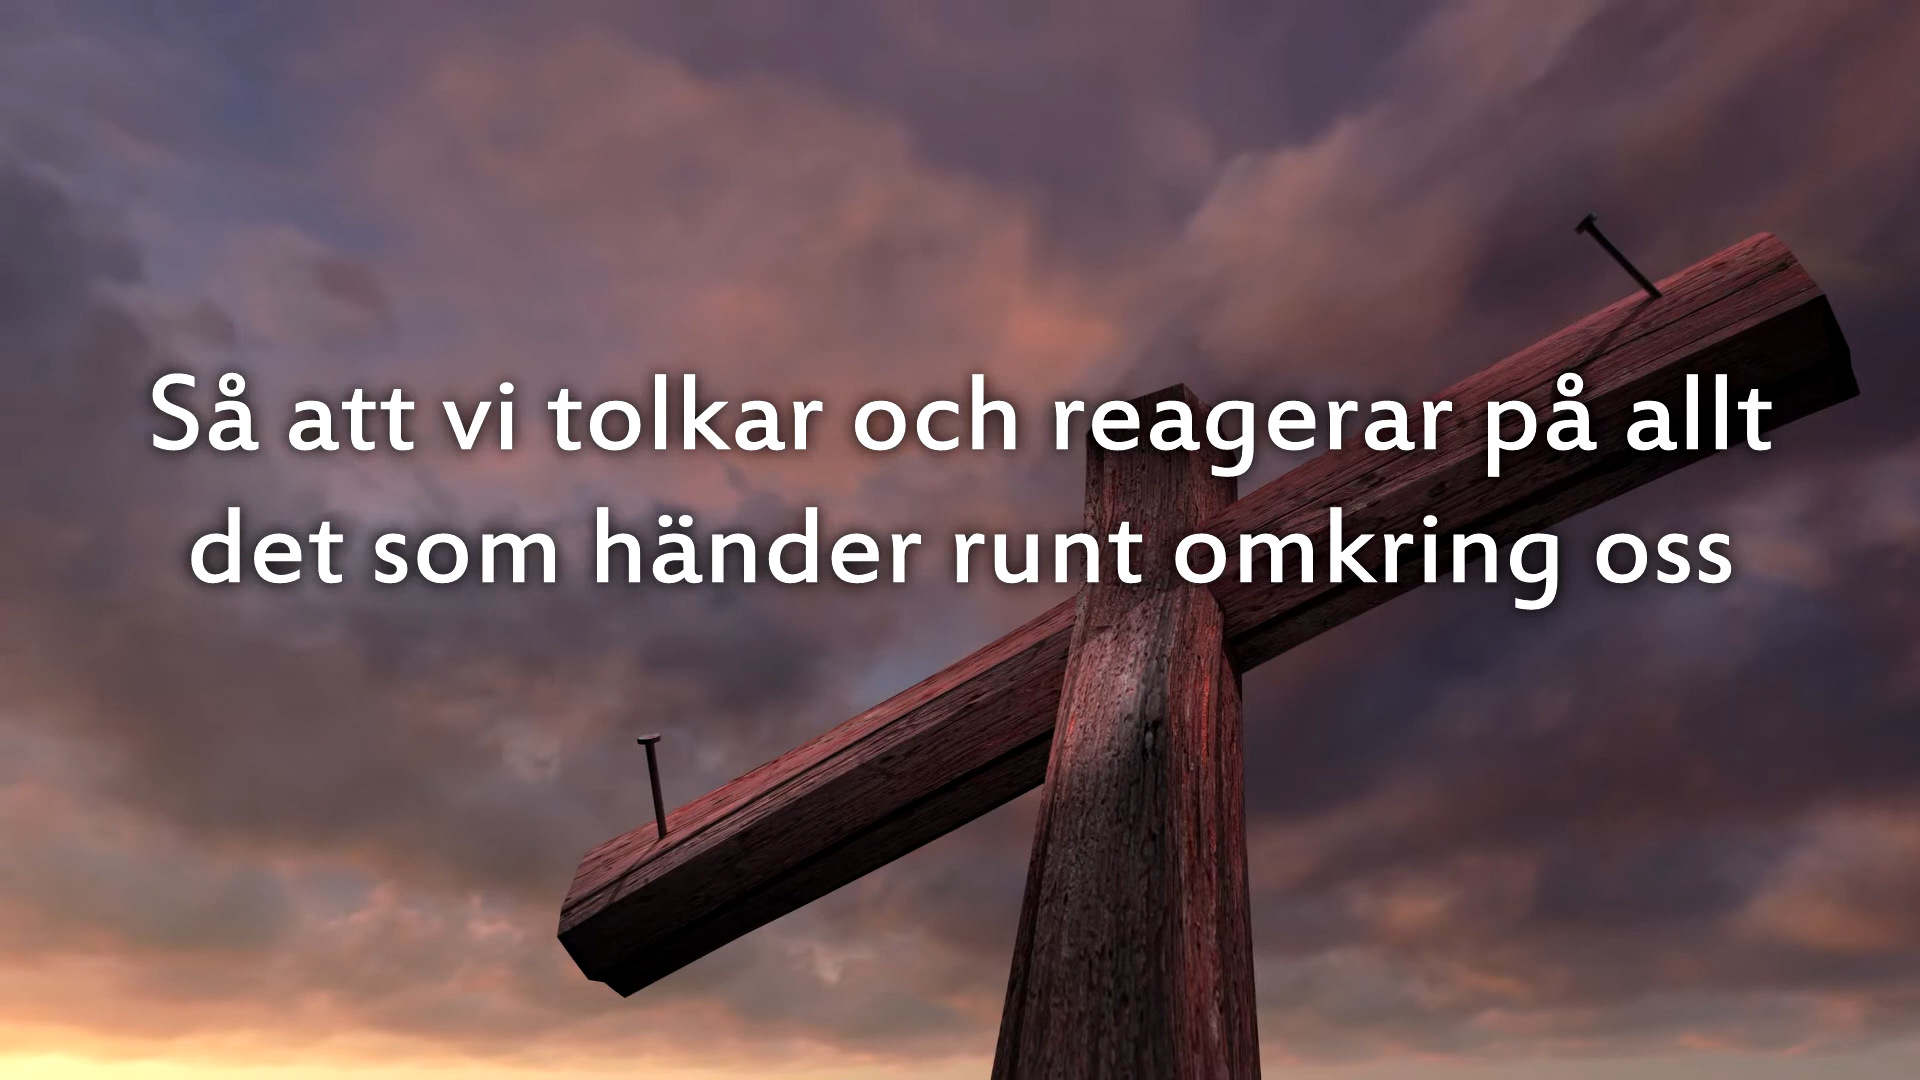 Så att vi tolkar och reagerar på allt
det som händer runt omkring oss